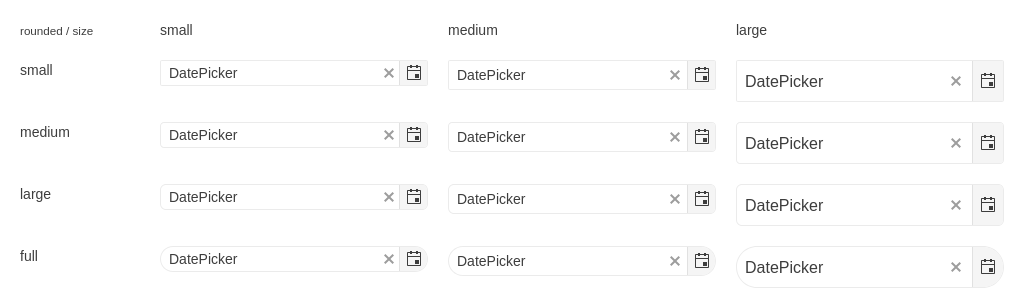 rounded / size small medium large
small DatePicker DatePicker DatePicker
medium DatePicker DatePicker DatePicker
large DatePicker DatePicker DatePicker
full DatePicker DatePicker DatePicker